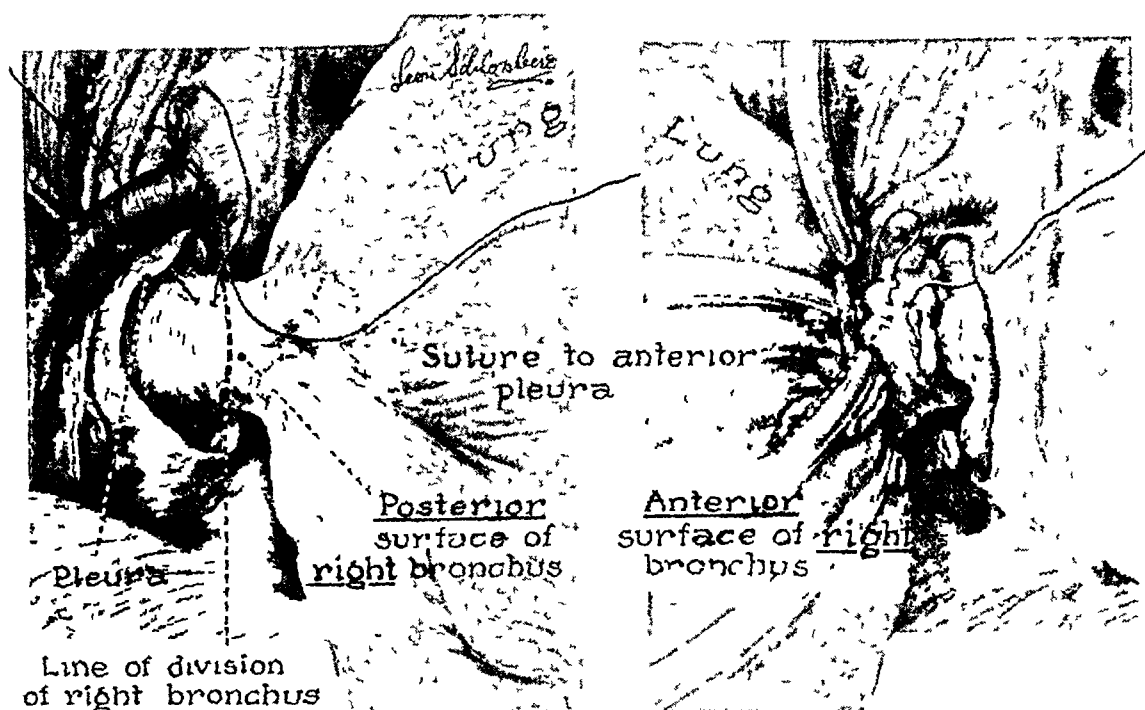 Leon Schlossberg
Lung
Lung
Suture to anterior
pleura
Posterior
surface of
right bronchus
Anterior
surface of right
bronchus
Pleura
Line of division
of right bronchus